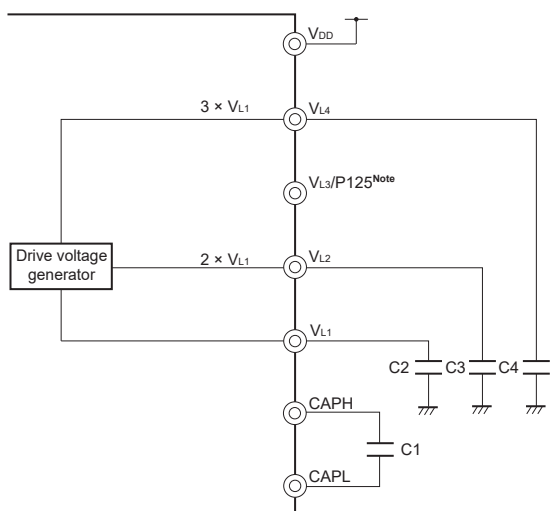 VDD
3 × VL1
VL4
VL3/P125Note
Drive voltage
generator
2 × VL1
VL2
VL1
C2
C3
C4
CAPH
C1
CAPL